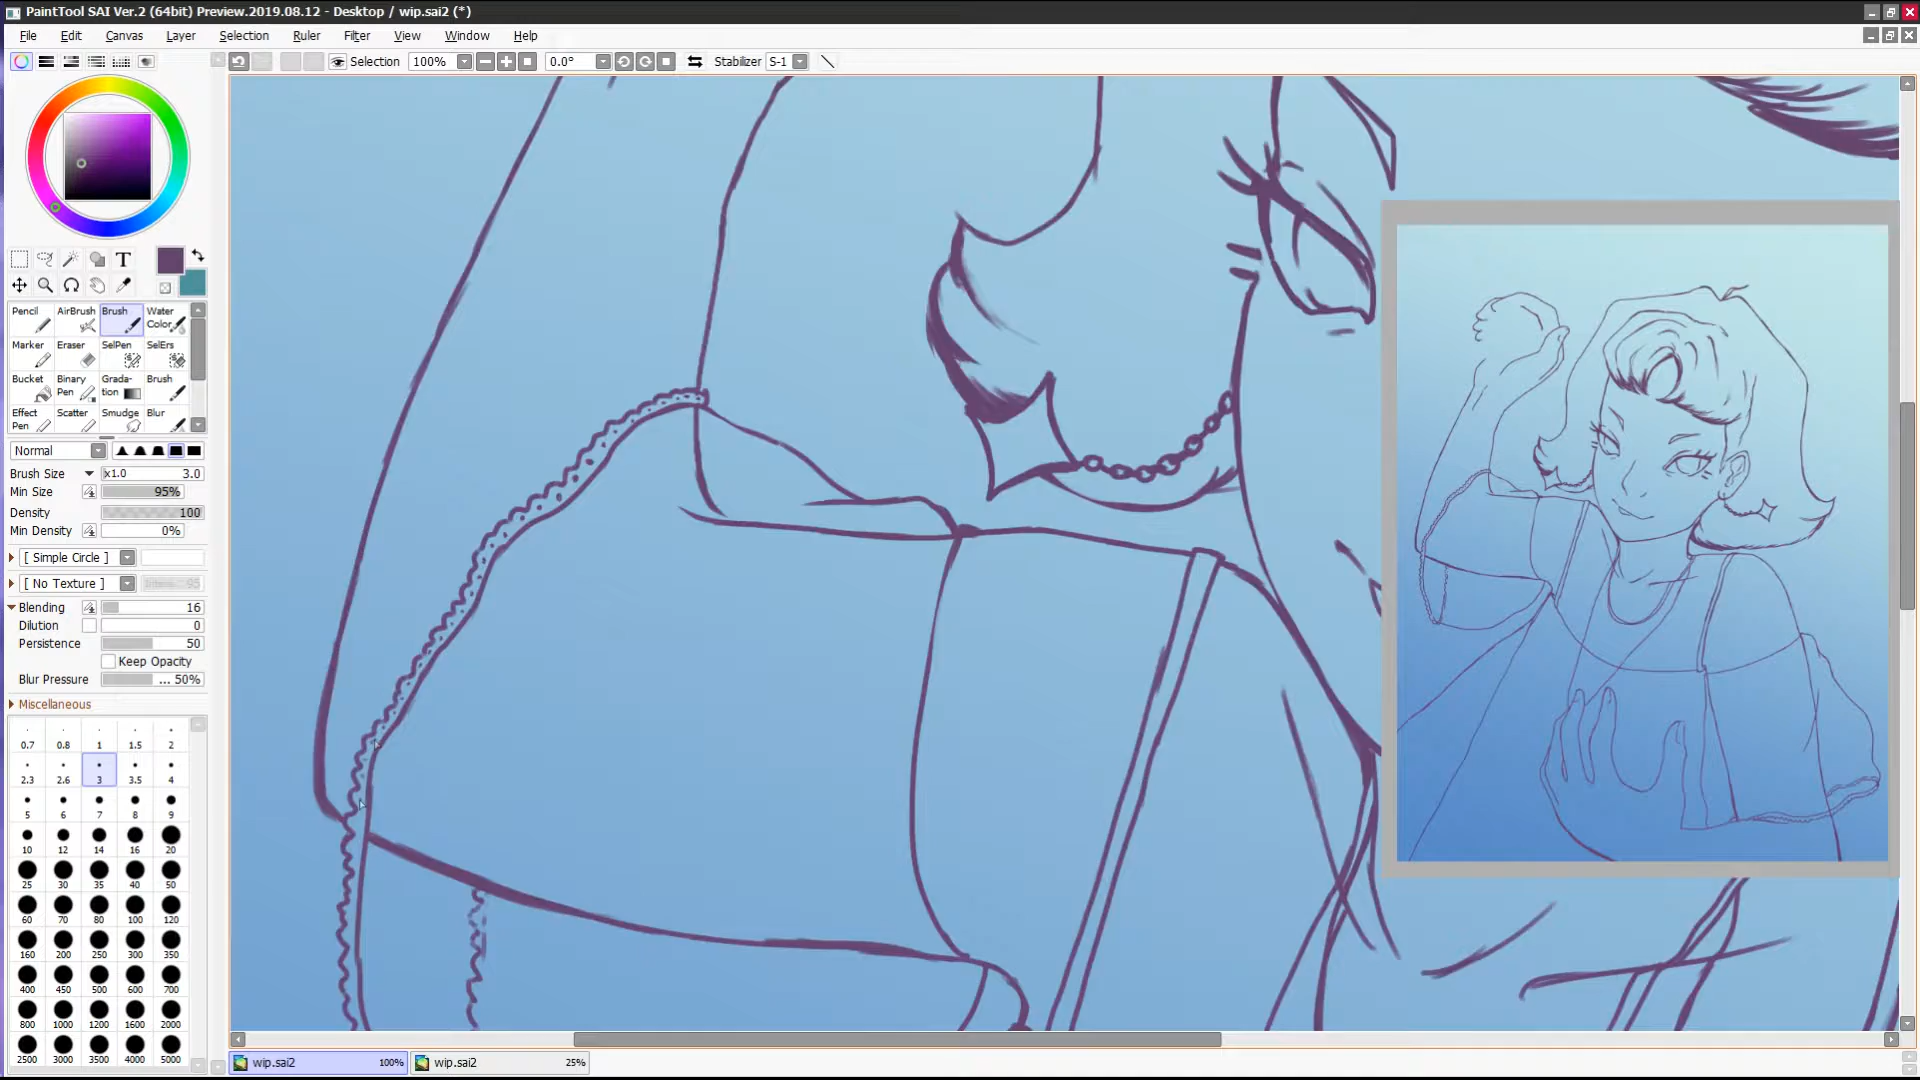 PaintTool SAI Ver.2 (64bit) Preview.2019.08.12 - Desktop / wip.sai2 (*)
File Edit Canvas Layer Selection Ruler Filter View Window Help
Selection 100% 0.0° Stabilizer S-1
T
Pencil AirBrush Brush Water Color
Marker Eraser SelPen SelErs
Bucket Binary Pen Grada-tion Brush
Effect Pen Scatter Smudge Blur
Normal
Brush Size x1.0 3.0
Min Size 95%
Density 100
Min Density 0%
[ Simple Circle ]
[ No Texture ] 95
Blending 16
Dilution 0
Persistence 50
Keep Opacity
Blur Pressure ... 50%
Miscellaneous
0.7 0.8 1 1.5 2
2.3 2.6 3 3.5 4
5 6 7 8 9
10 12 14 16 20
25 30 35 40 50
60 70 80 100 120
160 200 250 300 350
400 450 500 600 700
800 1000 1200 1600 2000
2500 3000 3500 4000 5000
wip.sai2 100% wip.sai2 25%